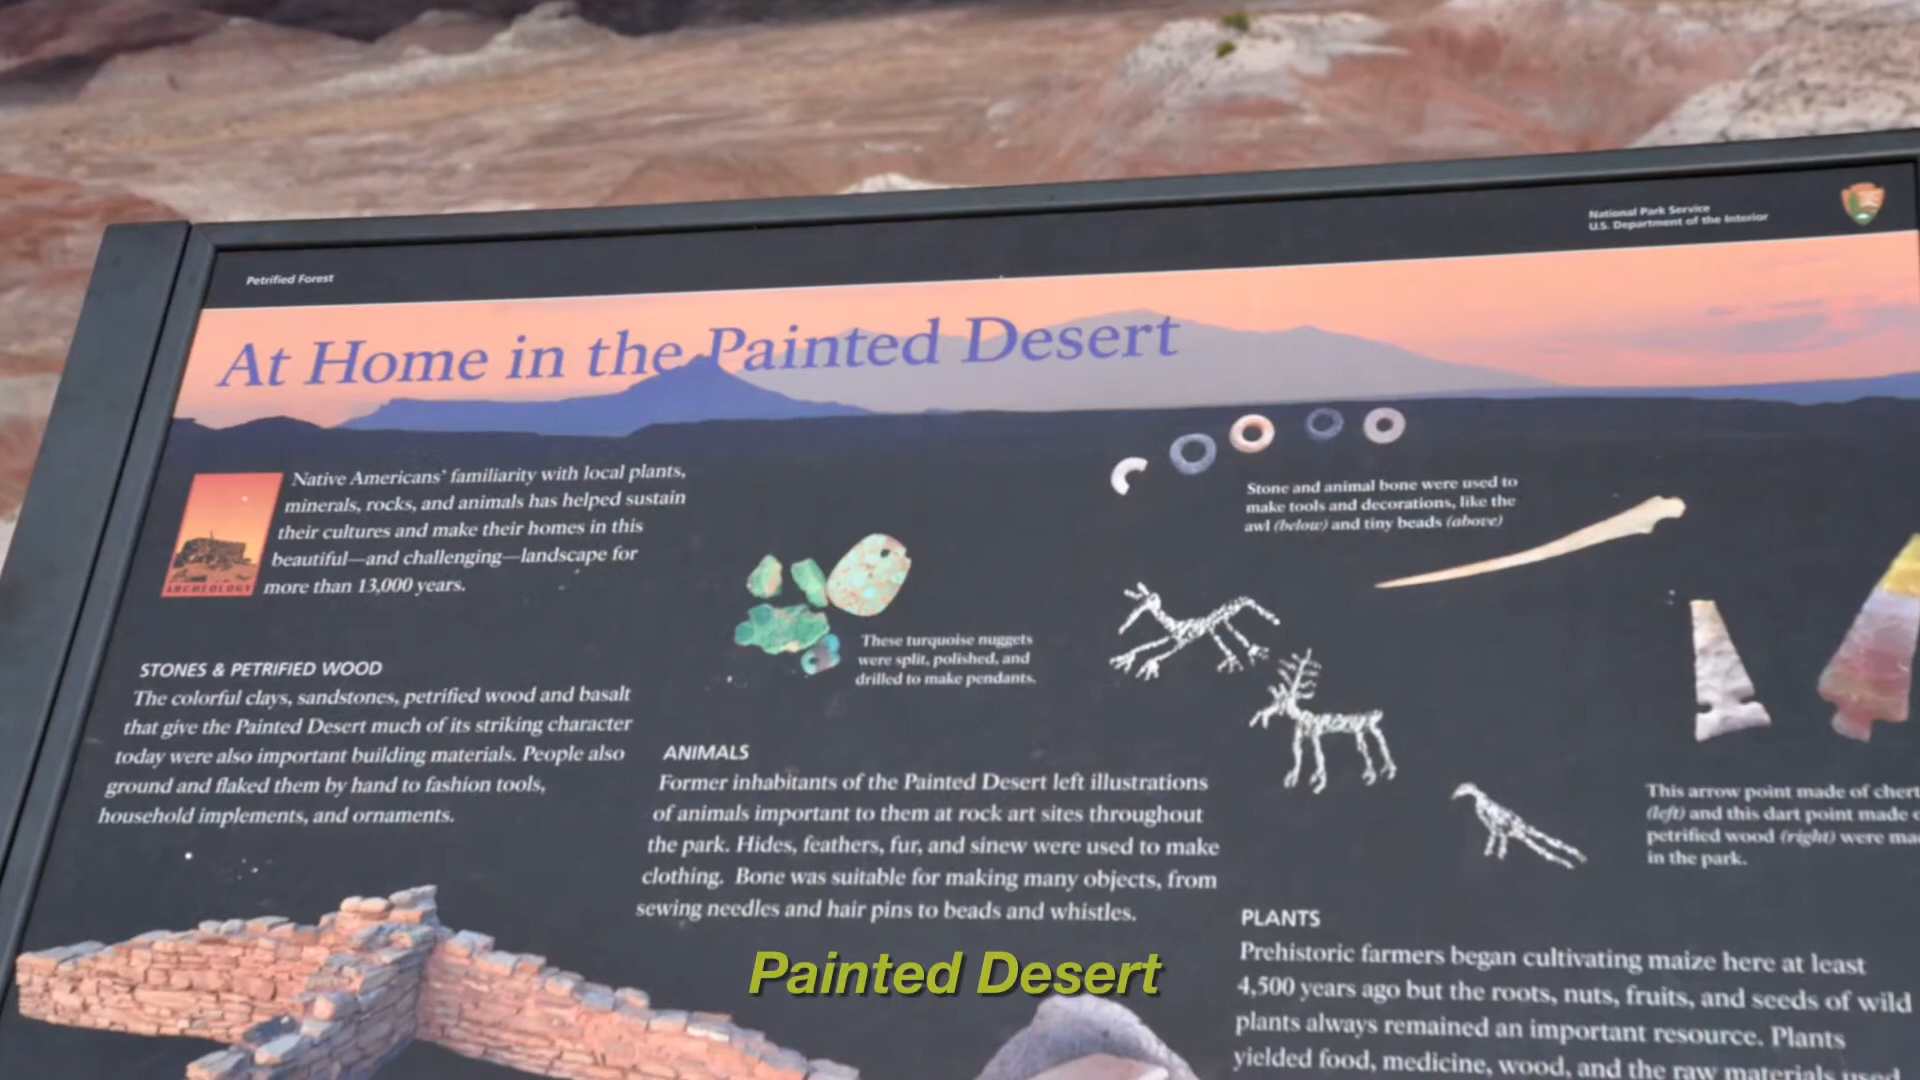 National Park Service
U.S. Department of the Interior
Petrified Forest
At Home in the Painted Desert
Native Americans' familiarity with local plants,
minerals, rocks, and animals has helped sustain
their cultures and make their homes in this
beautiful—and challenging—landscape for
more than 13,000 years.
ARCHEOLOGY
STONES & PETRIFIED WOOD
The colorful clays, sandstones, petrified wood and basalt
that give the Painted Desert much of its striking character
today were also important building materials. People also
ground and flaked them by hand to fashion tools,
household implements, and ornaments.
These turquoise nuggets
were split, polished, and
drilled to make pendants.
ANIMALS
Former inhabitants of the Painted Desert left illustrations
of animals important to them at rock art sites throughout
the park. Hides, feathers, fur, and sinew were used to make
clothing. Bone was suitable for making many objects, from
sewing needles and hair pins to beads and whistles.
Stone and animal bone were used to
make tools and decorations, like the
awl (below) and tiny beads (above)
This arrow point made of chert
(left) and this dart point made
petrified wood (right) were
in the park.
PLANTS
Prehistoric farmers began cultivating maize here at least
4,500 years ago but the roots, nuts, fruits, and seeds of wild
plants always remained an important resource. Plants
yielded food, medicine, wood, and the raw materials used
Painted Desert